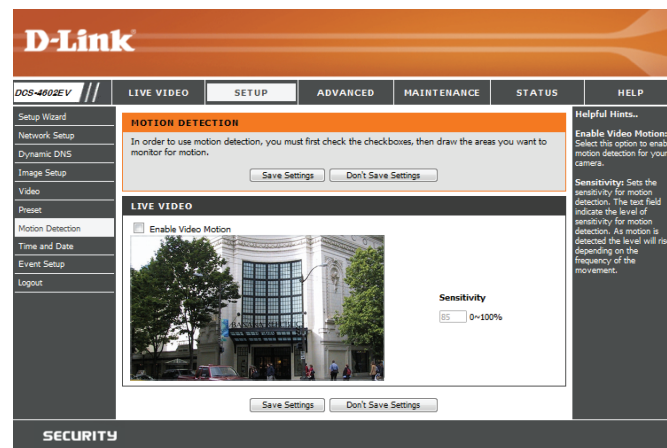 D-Link
DCS-4602EV // LIVE VIDEO SETUP ADVANCED MAINTENANCE STATUS HELP
Setup Wizard
Network Setup
Dynamic DNS
Image Setup
Video
Preset
Motion Detection
Time and Date
Event Setup
Logout
MOTION DETECTION
In order to use motion detection, you must first check the checkboxes, then draw the areas you want to
monitor for motion.
Save Settings Don't Save Settings
LIVE VIDEO
Enable Video Motion
Sensitivity
85 0~100%
Save Settings Don't Save Settings
Helpful Hints..
Enable Video Motion:
Select this option to enab
motion detection for your
camera.
Sensitivity: Sets the
sensitivity for motion
detection. The text field
indicate the level of
sensitivity for motion
detection. As motion is
detected the level will rise
depending on the
frequency of the
movement.
SECURITY